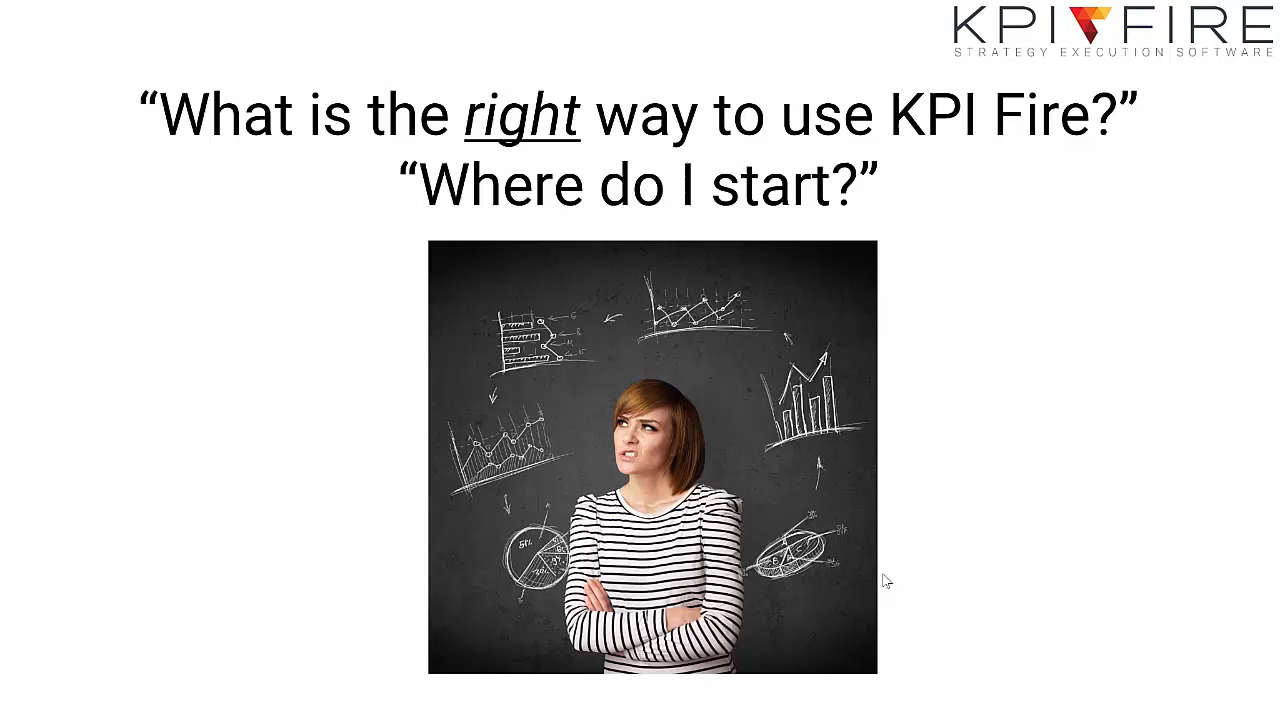 KPI FIRE
STRATEGY EXECUTION SOFTWARE
“What is the right way to use KPI Fire?”
“Where do I start?”